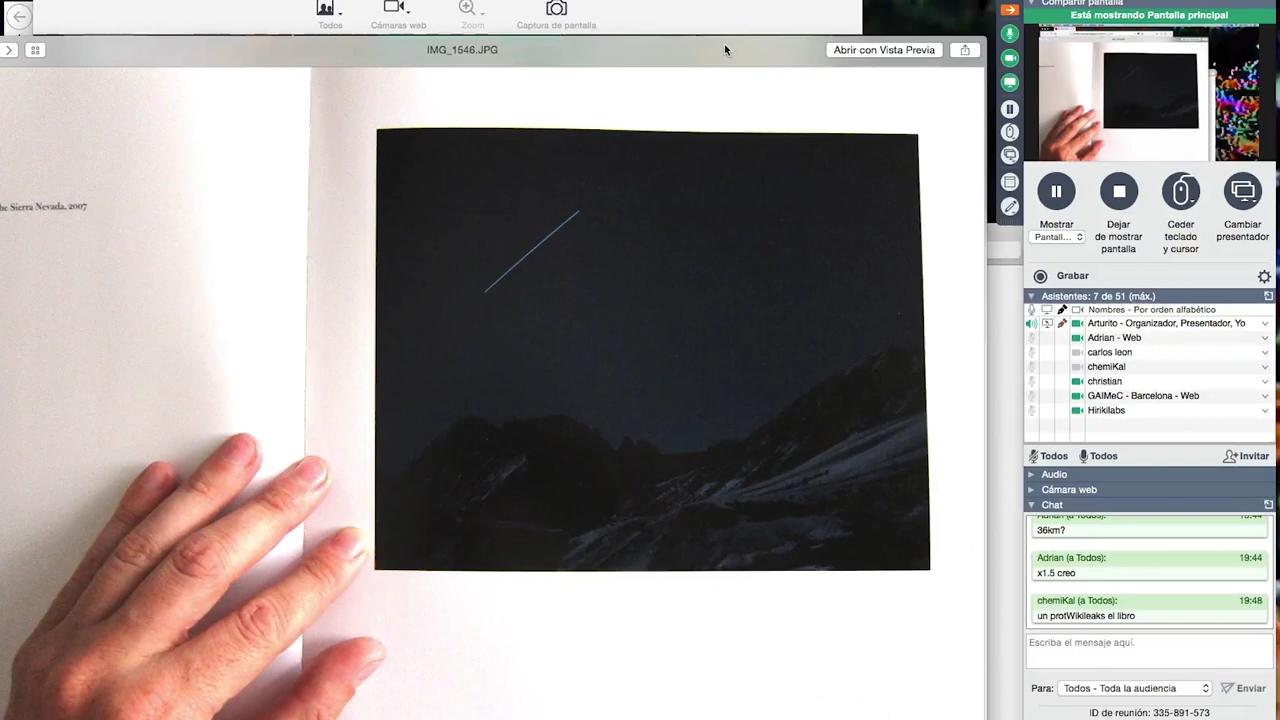 Todos
Cámaras web
Zoom
Captura de pantalla
IMG_1546.JPG
Abrir con Vista Previa
he Sierra Nevada, 2007
Compartir pantalla
Está mostrando Pantalla principal
Mostrar
Pantall...
Dejar
de mostrar
pantalla
Ceder
teclado
y cursor
Cambiar
presentador
Grabar
Asistentes: 7 de 51 (máx.)
Nombres - Por orden alfabético
Arturito - Organizador, Presentador, Yo
Adrian - Web
carlos leon
chemiKal
christian
GAIMeC - Barcelona - Web
Hirikilabs
Todos
Todos
Invitar
Audio
Cámara web
Chat
Adrian (a Todos): 19:44
36km?
Adrian (a Todos): 19:44
x1.5 creo
chemiKal (a Todos): 19:48
un protWikileaks el libro
Escriba el mensaje aquí.
Para: Todos - Toda la audiencia
Enviar
ID de reunión: 335-891-573